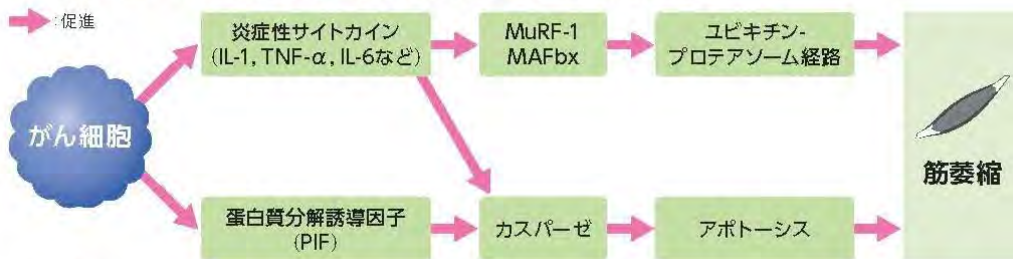 :促進
がん細胞
炎症性サイトカイン
(IL-1, TNF-α, IL-6など)
MuRF-1
MAFbx
ユビキチン-
プロテアソーム経路
蛋白質分解誘導因子
(PIF)
カスパーゼ
アポトーシス
筋萎縮